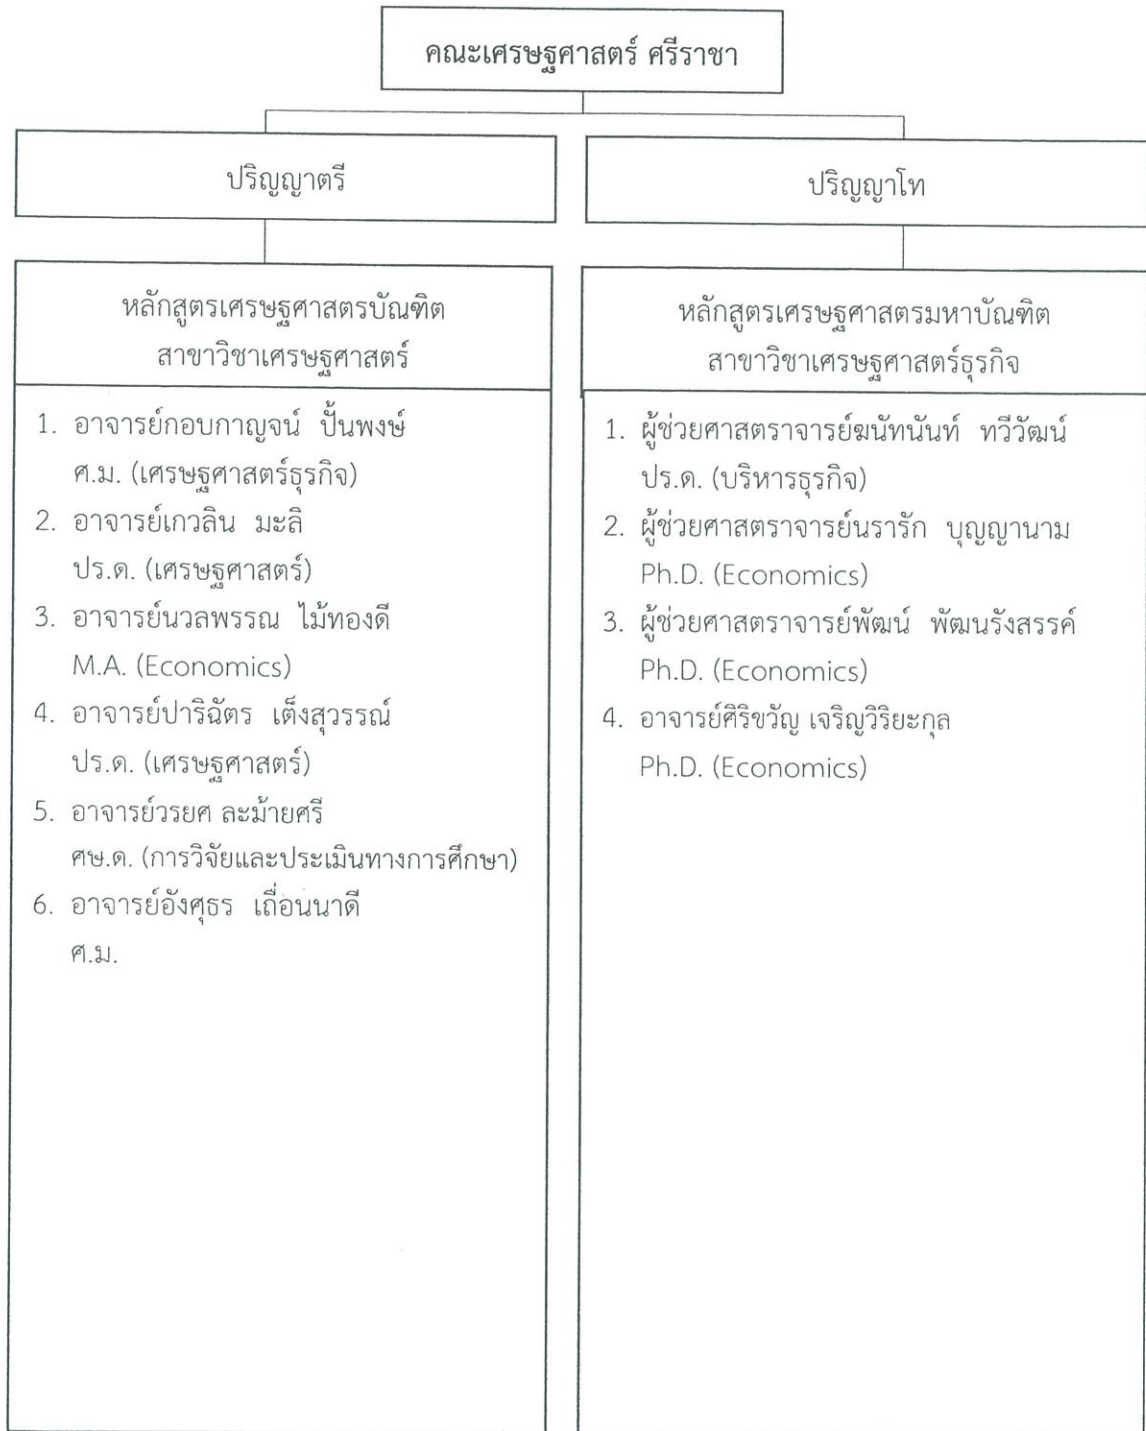 คณะเศรษฐศาสตร์ ศรีราชา
ปริญญาตรี
หลักสูตรเศรษฐศาสตรบัณฑิต
สาขาวิชาเศรษฐศาสตร์
1. อาจารย์กอบกาญจน์ ปั้นพงษ์
ศ.ม. (เศรษฐศาสตร์ธุรกิจ)
2. อาจารย์เกวลิน มะลิ
ปร.ด. (เศรษฐศาสตร์)
3. อาจารย์นวลพรรณ ไม้ทองดี
M.A. (Economics)
4. อาจารย์ปาริฉัตร เต็งสุวรรณ์
ปร.ด. (เศรษฐศาสตร์)
5. อาจารย์วรยศ ละม้ายศรี
ศษ.ด. (การวิจัยและประเมินทางการศึกษา)
6. อาจารย์อังศุธร เถื่อนนาดี
ศ.ม.
ปริญญาโท
หลักสูตรเศรษฐศาสตรมหาบัณฑิต
สาขาวิชาเศรษฐศาสตร์ธุรกิจ
1. ผู้ช่วยศาสตราจารย์ฆนัทนันท์ ทวีวัฒน์
ปร.ด. (บริหารธุรกิจ)
2. ผู้ช่วยศาสตราจารย์นรารัก บุญญานาม
Ph.D. (Economics)
3. ผู้ช่วยศาสตราจารย์พัฒน์ พัฒนรังสรรค์
Ph.D. (Economics)
4. อาจารย์ศิริขวัญ เจริญวิริยะกุล
Ph.D. (Economics)